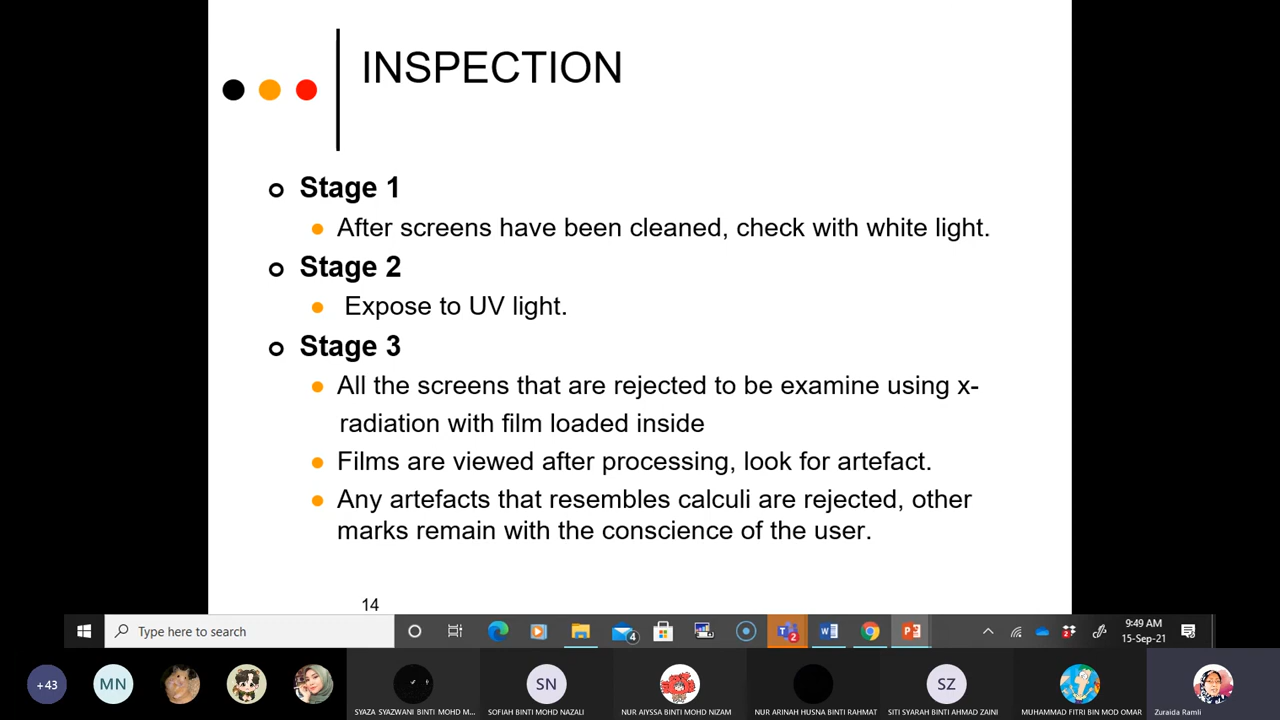 INSPECTION
Stage 1
After screens have been cleaned, check with white light.
Stage 2
Expose to UV light.
Stage 3
All the screens that are rejected to be examine using x-
radiation with film loaded inside
Films are viewed after processing, look for artefact.
Any artefacts that resembles calculi are rejected, other
marks remain with the conscience of the user.
14
Type here to search
4
2
2
9:49 AM
15-Sep-21
+43
MN
SN
SZ
SYAZA SYAZWANI BINTI MOHD M...
SOFIAH BINTI MOHD NAZALI
NUR AIYSSA BINTI MOHD NIZAM
NUR ARINAH HUSNA BINTI RAHMAT
SITI SYARAH BINTI AHMAD ZAINI
MUHAMMAD FITRI BIN MOD OMAR
Zuraida Ramli